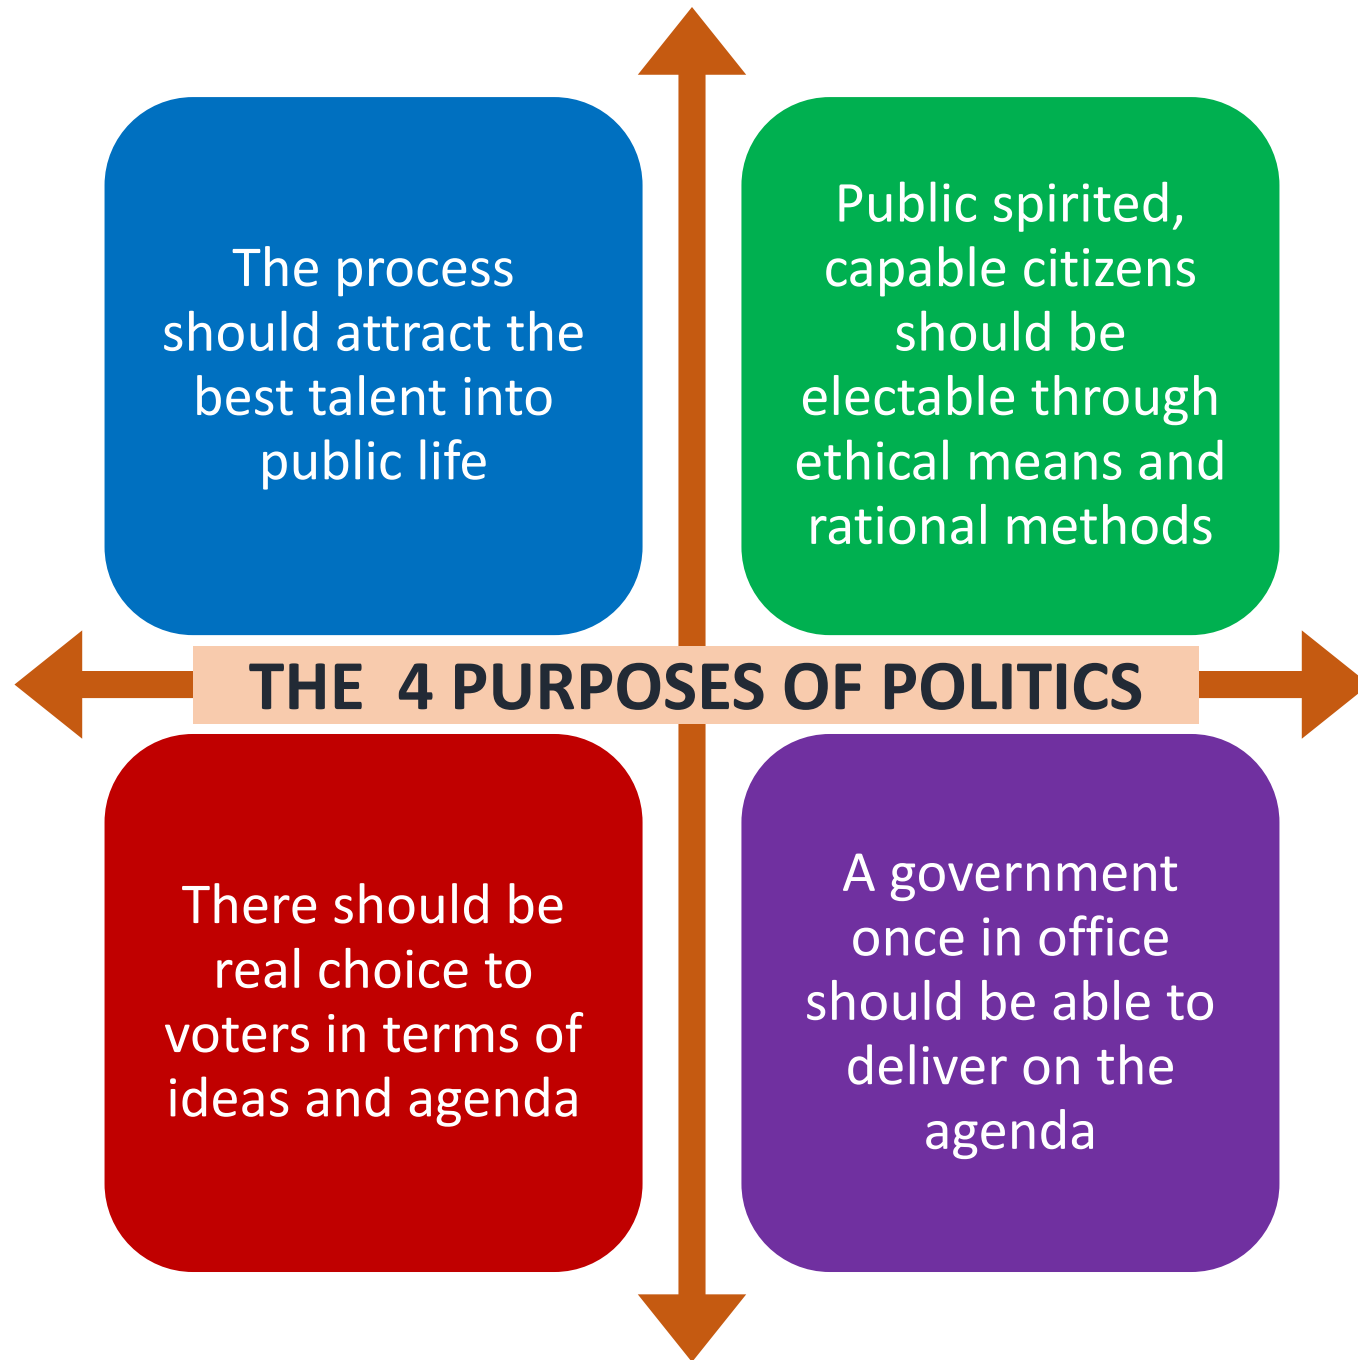 The process
should attract the
best talent into
public life
Public spirited,
capable citizens
should be
electable through
ethical means and
rational methods
THE 4 PURPOSES OF POLITICS
There should be
real choice to
voters in terms of
ideas and agenda
A government
once in office
should be able to
deliver on the
agenda